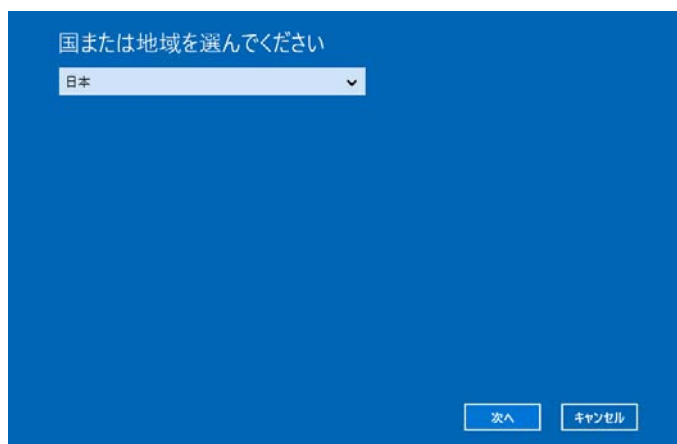 国または地域を選んでください
日本
次へ
キャンセル